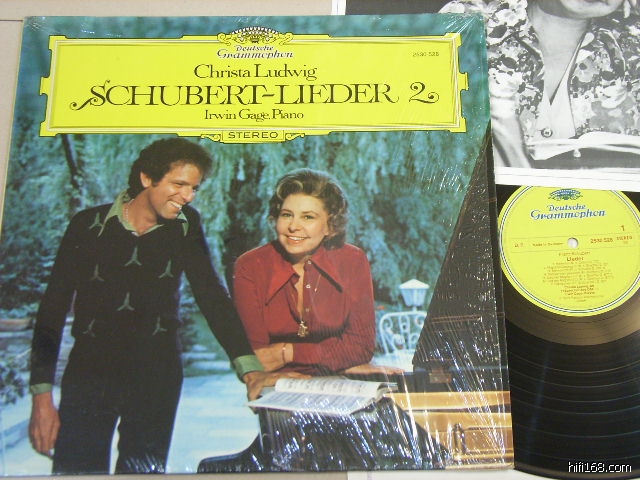 Deutsche
Grammophon
2530 528
Christa Ludwig
SCHUBERT-LIEDER 2
Irwin Gage, Piano
STEREO
Deutsche
Grammophon
2530 528
STEREO
1
Lieder
hifi168.com